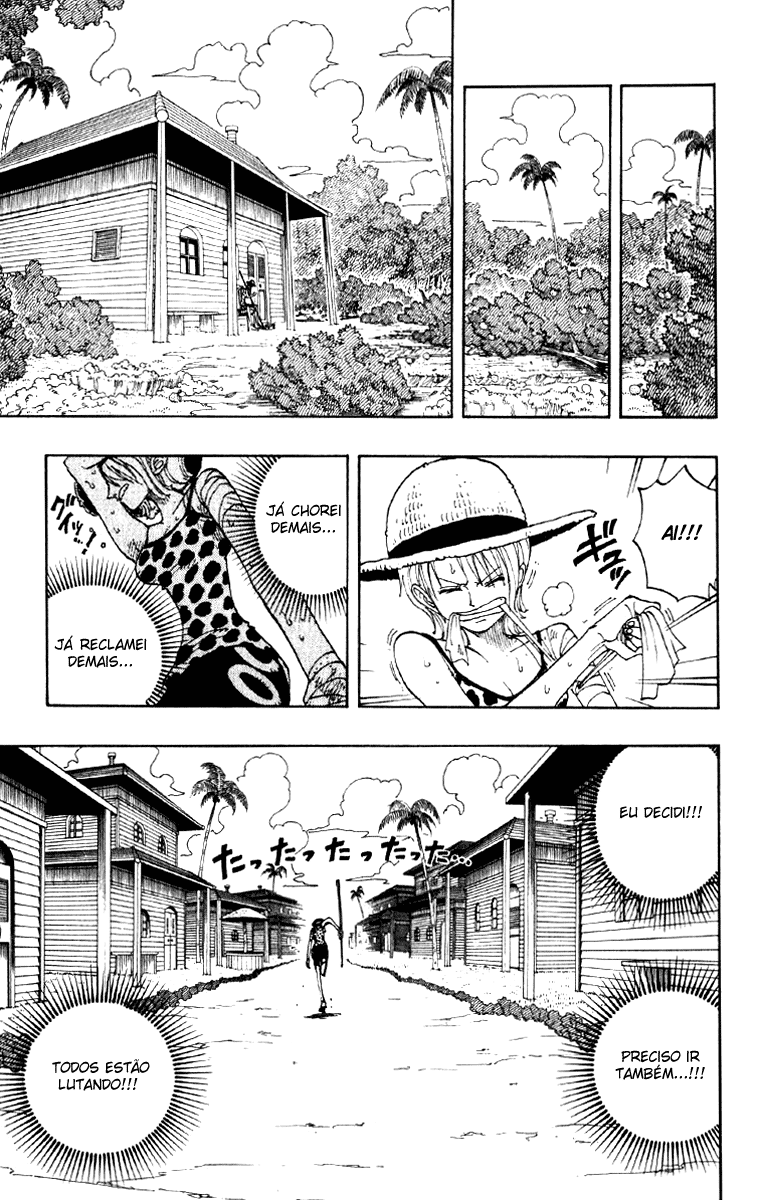 AI!!!
ギュッ
JÁ CHOREI
DEMAIS...
グイッ...
JÁ RECLAMEI
DEMAIS...
EU DECIDI!!!
たったったったった...
PRECISO IR
TAMBÉM...!!!
TODOS ESTÃO
LUTANDO!!!